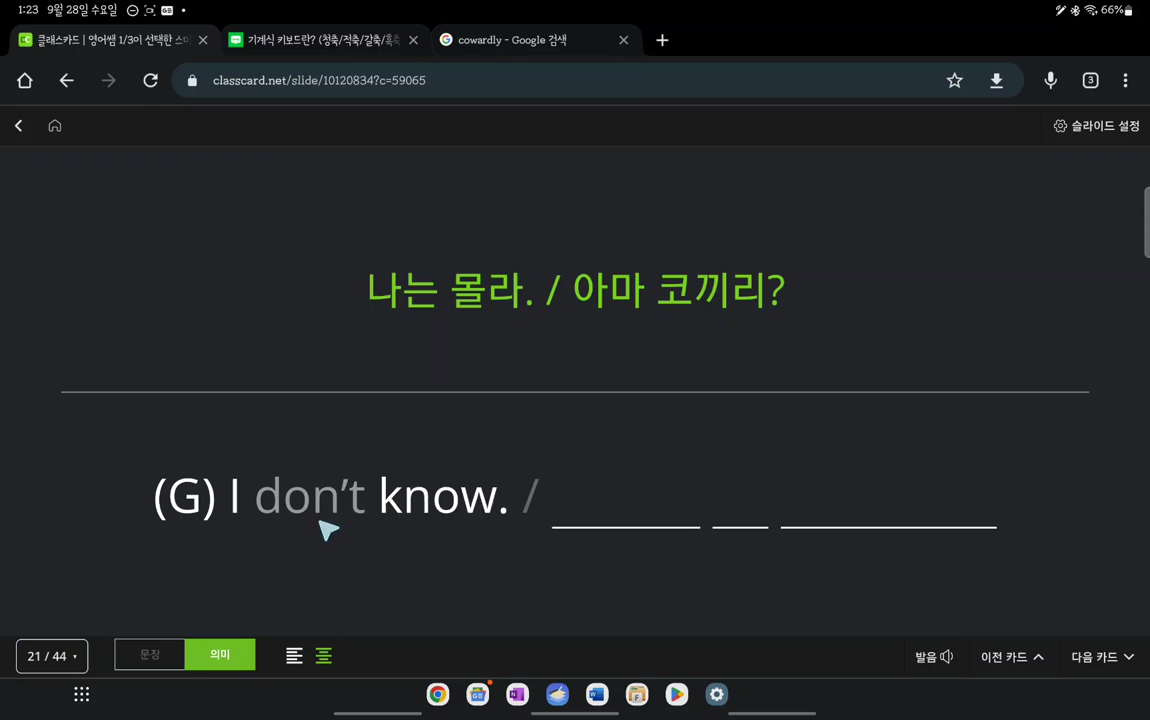 1:23 9월 28일 수요일 66%
클래스카드 | 영어쌤 1/3이 선택한 스마
기계식 키보드란? (청축/적축/갈축/흑축
cowardly - Google 검색
classcard.net/slide/10120834?c=59065
3
슬라이드 설정
나는 몰라. / 아마 코끼리?
(G) I don't know. /
21 / 44
문장
의미
발음
이전 카드
다음 카드